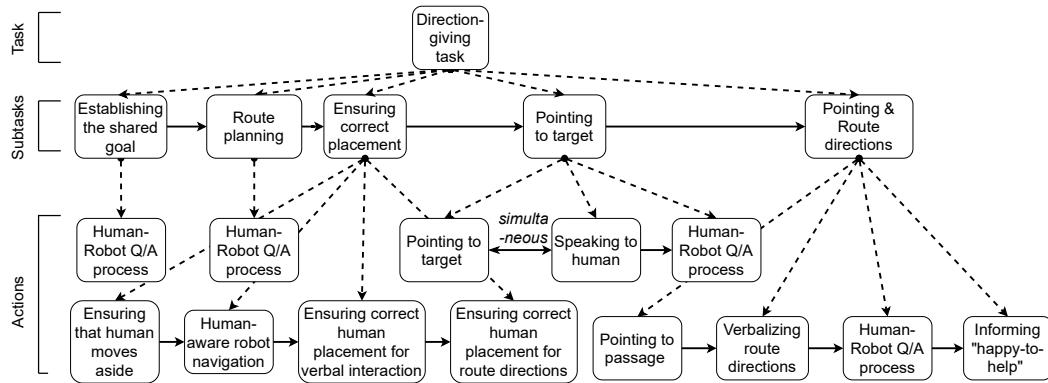 Task
Direction-
giving
task
Subtasks
Establishing
the shared
goal
Route
planning
Ensuring
correct
placement
Pointing
to target
Pointing &
Route
directions
Actions
Human-
Robot Q/A
process
Human-
Robot Q/A
process
Pointing to
target
simulta
-neous
Speaking to
human
Human-
Robot Q/A
process
Ensuring
that human
moves
aside
Human-
aware robot
navigation
Ensuring correct
human
placement for
verbal interaction
Ensuring correct
human
placement for
route directions
Pointing to
passage
Verbalizing
route
directions
Human-
Robot Q/A
process
Informing
"happy-to-
help"